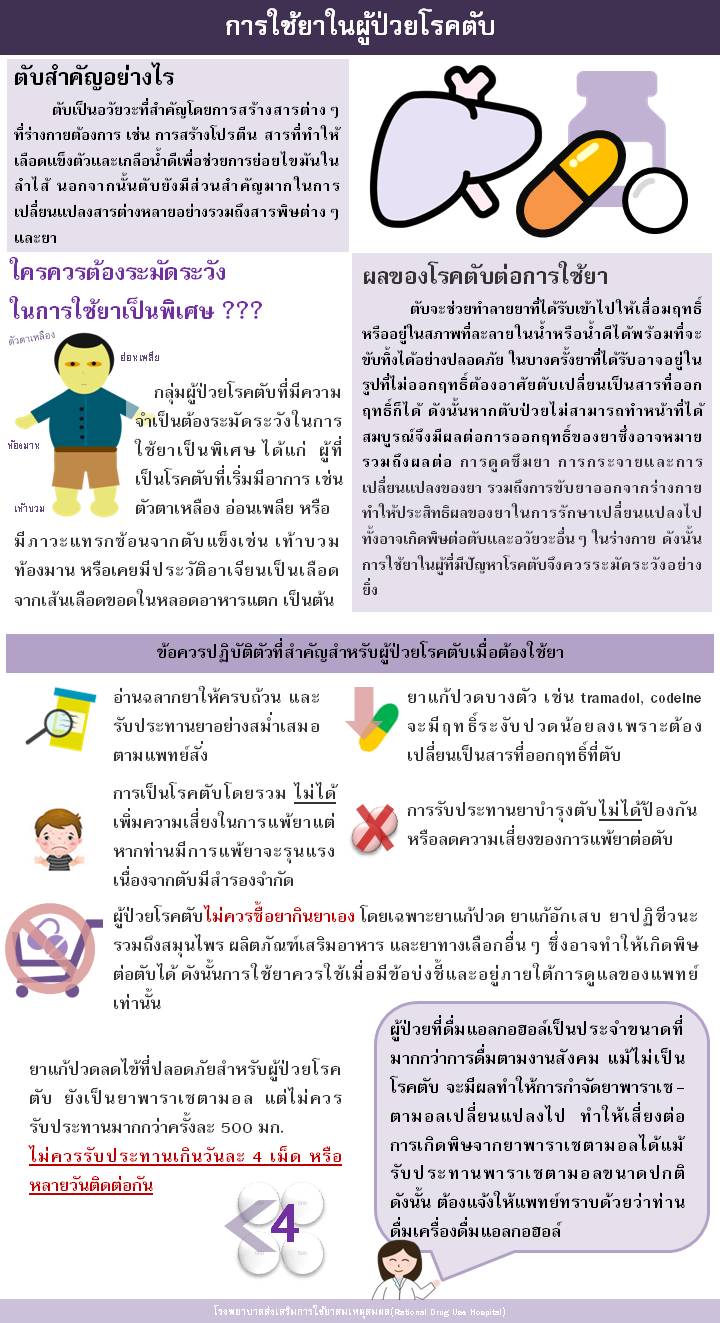 การใช้ยาในผู้ป่วยโรคตับ
ตับสำคัญอย่างไร
ตับเป็นอวัยวะที่สำคัญโดยการสร้างสารต่าง ๆ
ที่ร่างกายต้องการ เช่น การสร้างโปรตีน สารที่ทำให้
เลือดแข็งตัวและเกลือน้ำดีเพื่อช่วยการย่อยไขมันใน
ลำไส้ นอกจากนั้นตับยังมีส่วนสำคัญมากในการ
เปลี่ยนแปลงสารต่างหลายอย่างรวมถึงสารพิษต่าง ๆ
และยา
ใครควรต้องระมัดระวัง
ในการใช้ยาเป็นพิเศษ ???
ตัวตาเหลือง
อ่อนเพลีย
ท้องมาน
เท้าบวม
กลุ่มผู้ป่วยโรคตับที่มีความ
จำเป็นต้องระมัดระวังในการ
ใช้ยาเป็นพิเศษ ได้แก่ ผู้ที่
เป็นโรคตับที่เริ่มมีอาการ เช่น
ตัวตาเหลือง อ่อนเพลีย หรือ
มีภาวะแทรกซ้อนจากตับแข็งเช่น เท้าบวม
ท้องมาน หรือเคยมีประวัติอาเจียนเป็นเลือด
จากเส้นเลือดขอดในหลอดอาหารแตก เป็นต้น
ผลของโรคตับต่อการใช้ยา
ตับจะช่วยทำลายยาที่ได้รับเข้าไปให้เสื่อมฤทธิ์
หรืออยู่ในสภาพที่ละลายในน้ำหรือน้ำดีได้พร้อมที่จะ
ขับทิ้งได้อย่างปลอดภัย ในบางครั้งยาที่ได้รับอาจอยู่ใน
รูปที่ไม่ออกฤทธิ์ต้องอาศัยตับเปลี่ยนเป็นสารที่ออก
ฤทธิ์ก็ได้ ดังนั้นหากตับป่วยไม่สามารถทำหน้าที่ได้
สมบูรณ์จึงมีผลต่อการออกฤทธิ์ของยาซึ่งอาจหมาย
รวมถึงผลต่อ การดูดซึมยา การกระจายและการ
เปลี่ยนแปลงของยา รวมถึงการขับยาออกจากร่างกาย
ทำให้ประสิทธิผลของยาในการรักษาเปลี่ยนแปลงไป
ทั้งอาจเกิดพิษต่อตับและอวัยวะอื่น ๆ ในร่างกาย ดังนั้น
การใช้ยาในผู้ที่มีปัญหาโรคตับจึงควรระมัดระวังอย่าง
ยิ่ง
ข้อควรปฏิบัติตัวที่สำคัญสำหรับผู้ป่วยโรคตับเมื่อต้องใช้ยา
อ่านฉลากยาให้ครบถ้วน และ
รับประทานยาอย่างสม่ำเสมอ
ตามแพทย์สั่ง
ยาแก้ปวดบางตัว เช่น tramadol, codeine
จะมีฤทธิ์ระงับปวดน้อยลงเพราะต้อง
เปลี่ยนเป็นสารที่ออกฤทธิ์ที่ตับ
การเป็นโรคตับโดยรวม ไม่ได้
เพิ่มความเสี่ยงในการแพ้ยาแต่
หากท่านมีการแพ้ยาจะรุนแรง
เนื่องจากตับมีสำรองจำกัด
การรับประทานยาบำรุงตับไม่ได้ป้องกัน
หรือลดความเสี่ยงของการแพ้ยาต่อตับ
ผู้ป่วยโรคตับไม่ควรซื้อยากินยาเอง โดยเฉพาะยาแก้ปวด ยาแก้อักเสบ ยาปฏิชีวนะ
รวมถึงสมุนไพร ผลิตภัณฑ์เสริมอาหาร และยาทางเลือกอื่น ๆ ซึ่งอาจทำให้เกิดพิษ
ต่อตับได้ ดังนั้นการใช้ยาควรใช้เมื่อมีข้อบ่งชี้และอยู่ภายใต้การดูแลของแพทย์
เท่านั้น
ยาแก้ปวดลดไข้ที่ปลอดภัยสำหรับผู้ป่วยโรค
ตับ ยังเป็นยาพาราเซตามอล แต่ไม่ควร
รับประทานมากกว่าครั้งละ 500 มก.
ไม่ควรรับประทานเกินวันละ 4 เม็ด หรือ
หลายวันติดต่อกัน
<4
ผู้ป่วยที่ดื่มแอลกอฮอล์เป็นประจำขนาดที่
มากกว่าการดื่มตามงานสังคม แม้ไม่เป็น
โรคตับ จะมีผลทำให้การกำจัดยาพาราเซ-
ตามอลเปลี่ยนแปลงไป ทำให้เสี่ยงต่อ
การเกิดพิษจากยาพาราเซตามอลได้แม้
รับประทานพาราเซตามอลขนาดปกติ
ดังนั้น ต้องแจ้งให้แพทย์ทราบด้วยว่าท่าน
ดื่มเครื่องดื่มแอลกอฮอล์
โรงพยาบาลส่งเสริมการใช้ยาสมเหตุสมผล(Rational Drug Use Hospital)